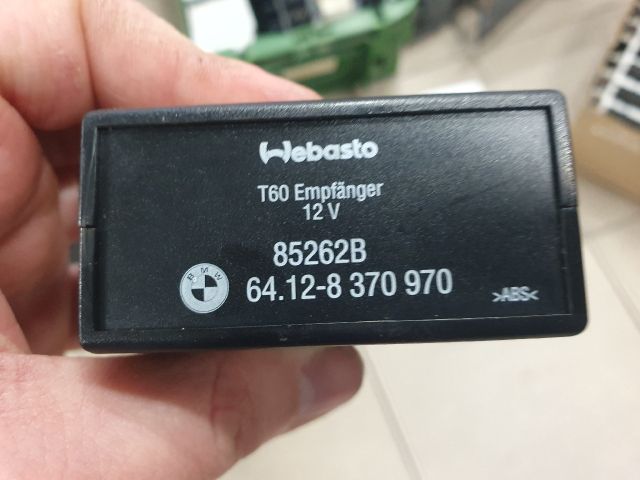 Webasto
T60 Empfänger
12 V
85262B
BMW
64.12-8 370 970
>ABS<